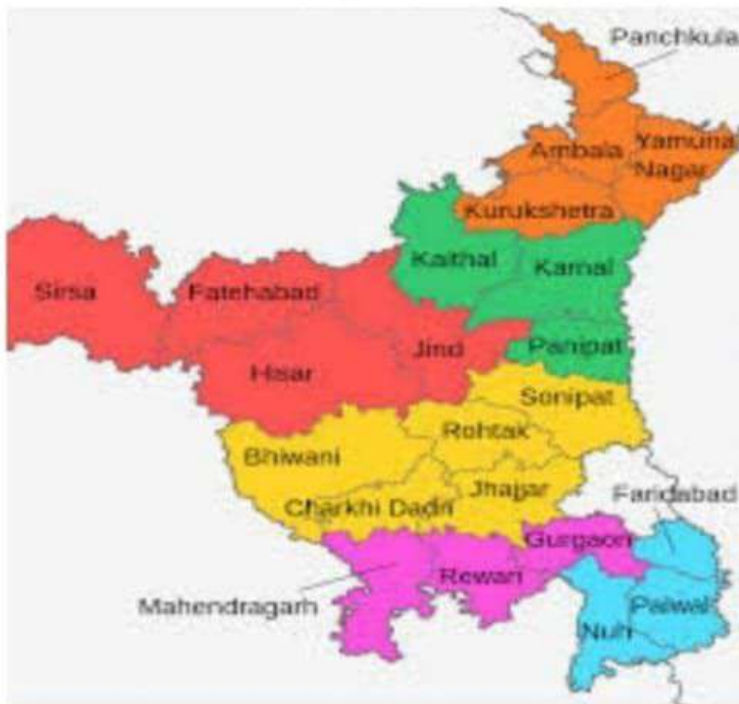 Panchkula
Ambala
Yamuna
Nagar
Kurukshetra
Kaithal
Karnal
Sirsa
Fatehabad
Jind
Panipat
Hisar
Sonipat
Rohtak
Bhiwani
Jhajjar
Charkhi Dadri
Faridabad
Gurgaon
Rewari
Mahendragarh
Palwal
Nuh